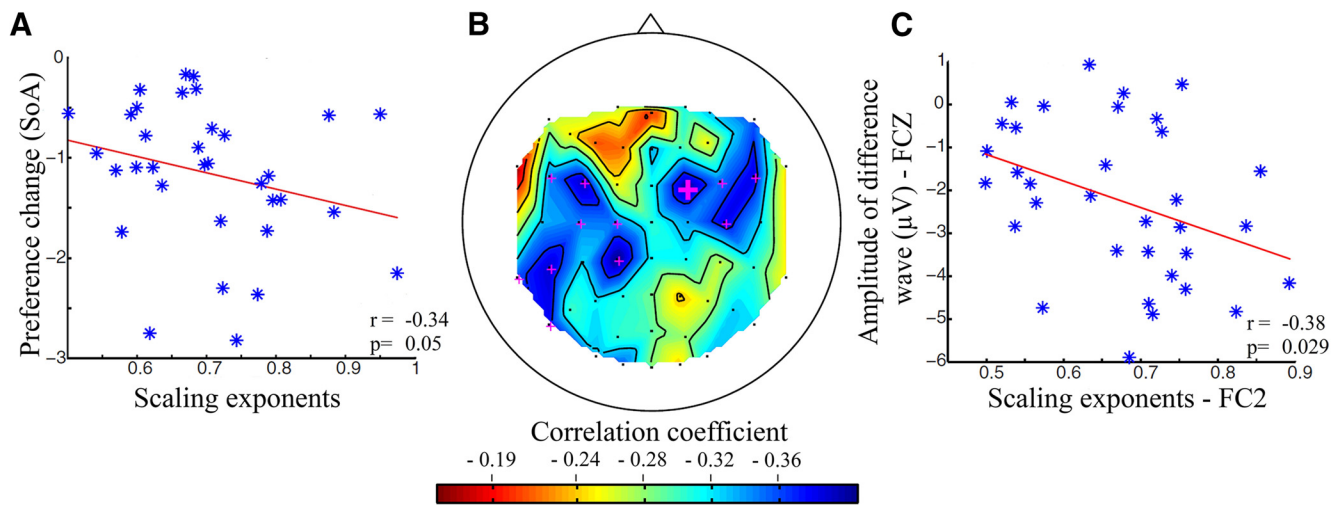 A
B
C
Preference change (SoA)
0
−1
−2
−3
0.6
0.7
0.8
0.9
1
r = -0.34
p= 0.05
Scaling exponents
Correlation coefficient
- 0.19
- 0.24
- 0.28
- 0.32
- 0.36
Amplitude of difference
wave (µV) - FCZ
1
0
−1
−2
−3
−4
−5
−6
0.5
0.6
0.7
0.8
0.9
r = -0.38
p = 0.029
Scaling exponents - FC2